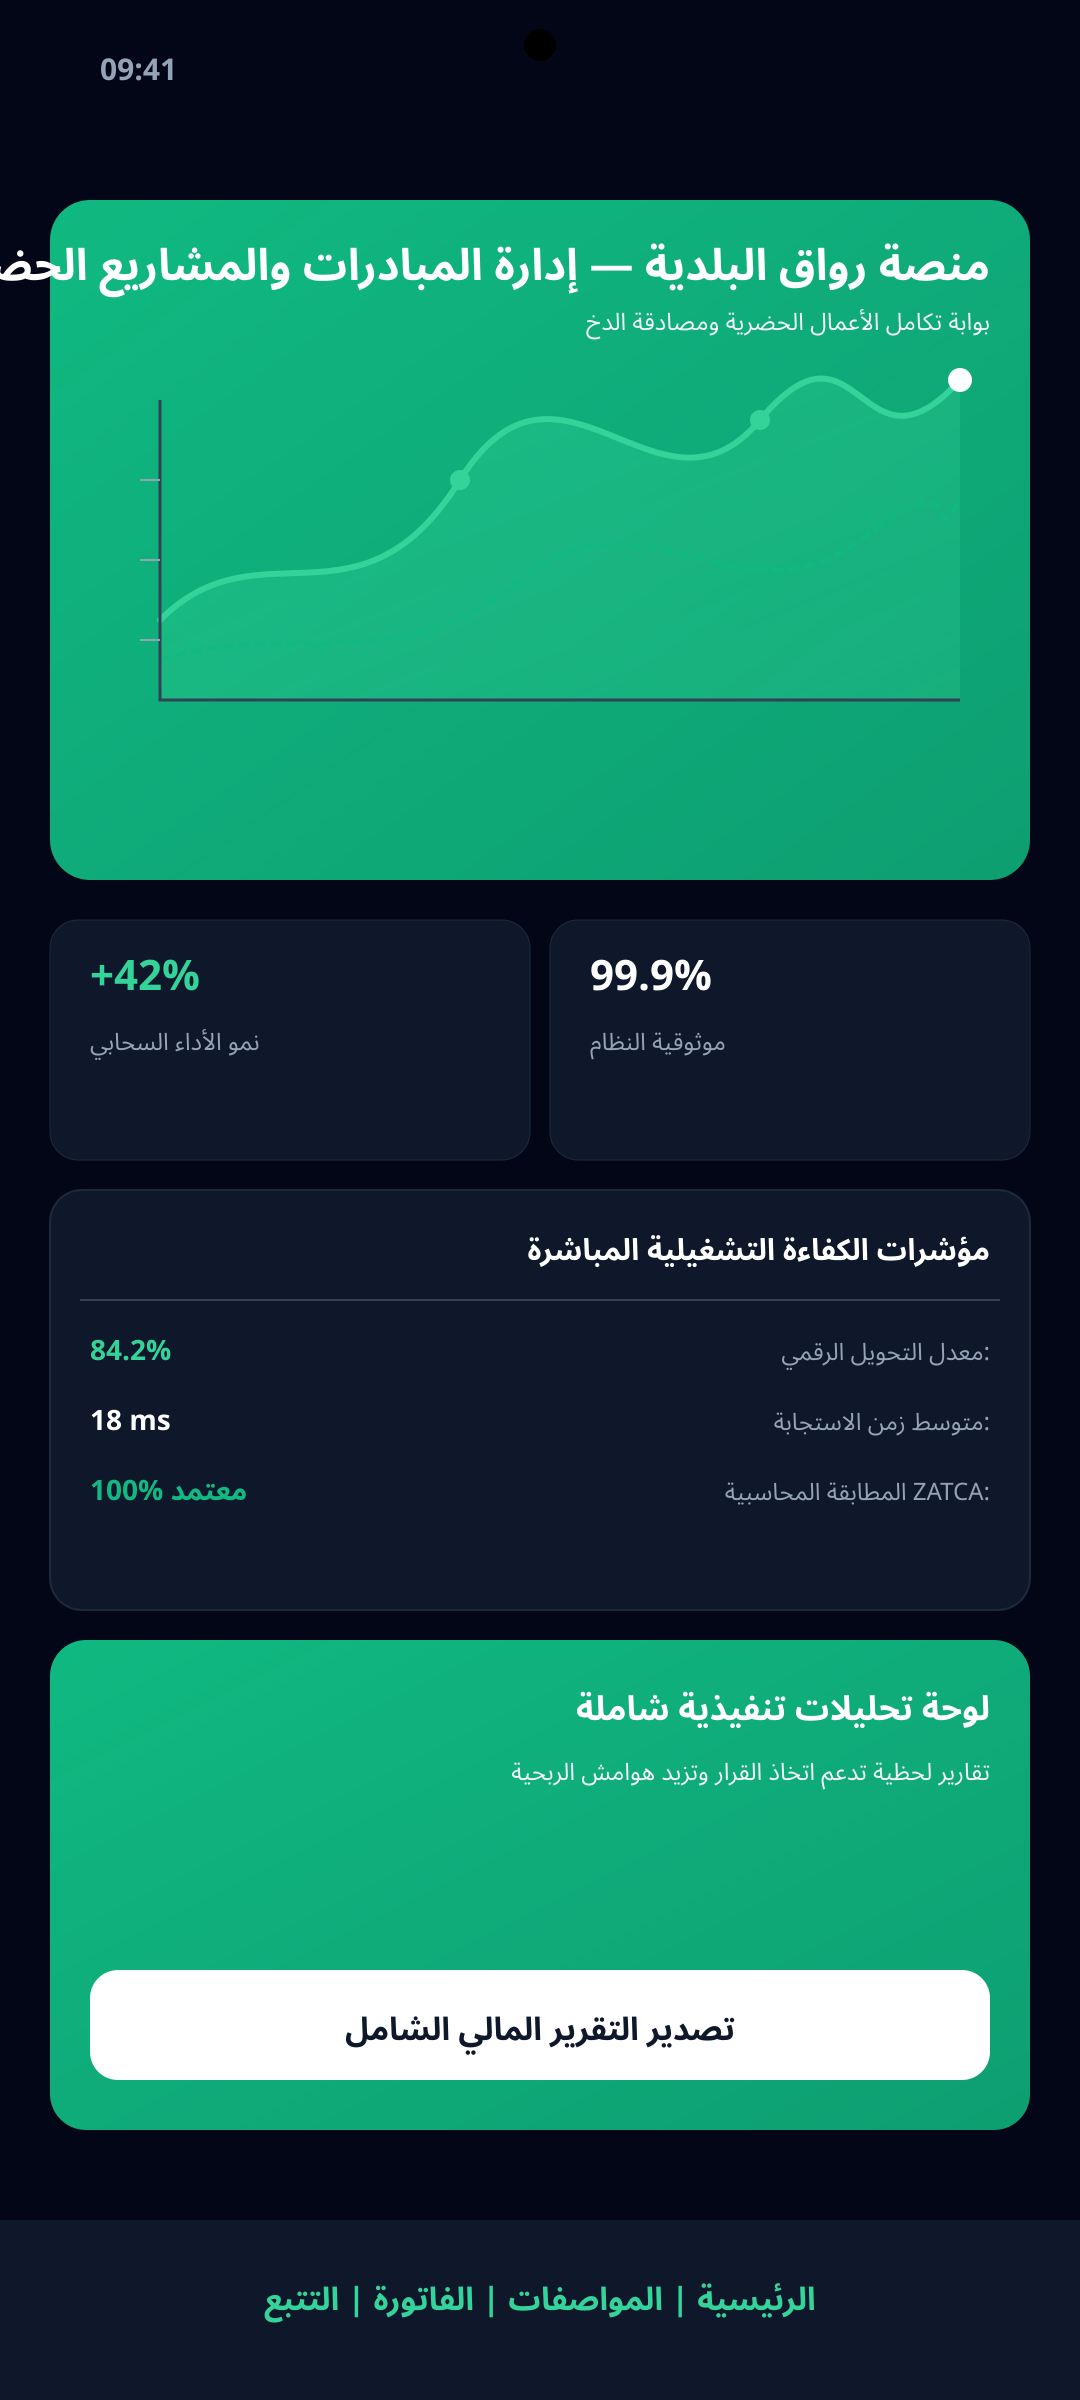 09:41
منصة رواق البلدية — إدارة المبادرات والمشاريع
بوابة تكامل الأعمال الحضرية ومصادقة الدخ
99.9%
موثوقية النظام
+42%
نمو الأداء السحابي
مؤشرات الكفاءة التشغيلية المباشرة
معدل التحويل الرقمي: 84.2%
متوسط زمن الاستجابة: 18 ms
المطابقة المحاسبية ZATCA: 100% معتمد
لوحة تحليلات تنفيذية شاملة
تقارير لحظية تدعم اتخاذ القرار وتزيد هوامش الربحية
تصدير التقرير المالي الشامل
الرئيسية | المواصفات | الفاتورة | التتبع